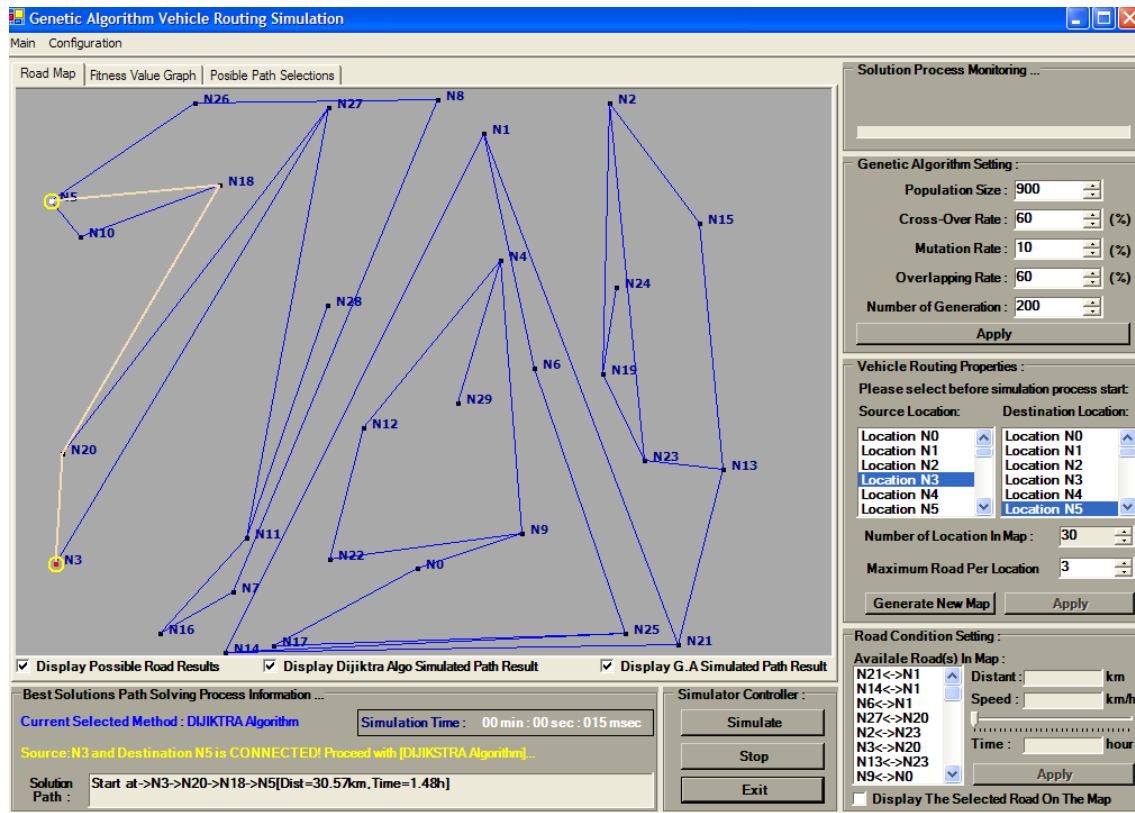 Genetic Algorithm Vehicle Routing Simulation
Main Configuration
Road Map Fitness Value Graph Posible Path Selections
N26
N27
N8
N2
N1
N18
N5
N15
N10
N4
N24
N28
N6
N19
N29
N12
N20
N23
N13
N11
N9
N22
N3
N0
N7
N16
N25
N17
N14
N21
Display Possible Road Results Display Dijiktra Algo Simulated Path Result Display G.A Simulated Path Result
Best Solutions Path Solving Process Information ...
Current Selected Method : DIJIKTRA Algorithm Simulation Time : 00 min : 00 sec : 015 msec
Source:N3 and Destination N5 is CONNECTED! Proceed with [DIJIKSTRA Algorithm]...
Solution Path : Start at->N3->N20->N18->N5[Dist=30.57km,Time=1.48h]
Simulator Controller :
Simulate
Stop
Exit
Solution Process Monitoring ...
Genetic Algorithm Setting :
Population Size : 900
Cross-Over Rate : 60 (%)
Mutation Rate : 10 (%)
Overlapping Rate : 60 (%)
Number of Generation : 200
Apply
Vehicle Routing Properties :
Please select before simulation process start:
Source Location: Destination Location:
Location N0 Location N0
Location N1 Location N1
Location N2 Location N2
Location N3 Location N3
Location N4 Location N4
Location N5 Location N5
Number of Location In Map : 30
Maximum Road Per Location 3
Generate New Map Apply
Road Condition Setting :
Availale Road(s) In Map :
N21<->N1
N14<->N1
N6<->N1
N27<->N20
N2<->N23
N3<->N20
N13<->N23
N9<->N0
Distant : km
Speed : km/h
Time : hour
Apply
Display The Selected Road On The Map